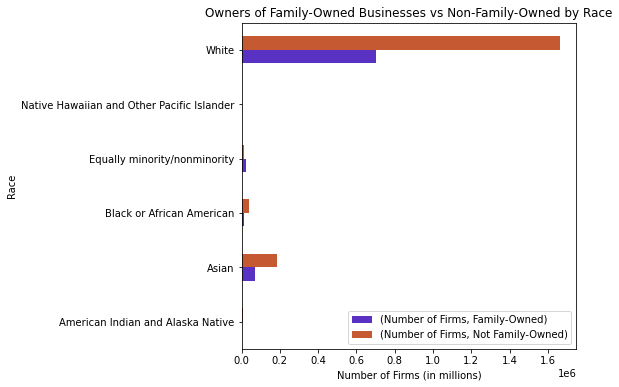 Owners of Family-Owned Businesses vs Non-Family-Owned by Race
White
Native Hawaiian and Other Pacific Islander
Equally minority/nonminority
Black or African American
Asian
American Indian and Alaska Native
Race
(Number of Firms, Family-Owned)
(Number of Firms, Not Family-Owned)
0.0 0.2 0.4 0.6 0.8 1.0 1.2 1.4 1.6
1e6
Number of Firms (in millions)